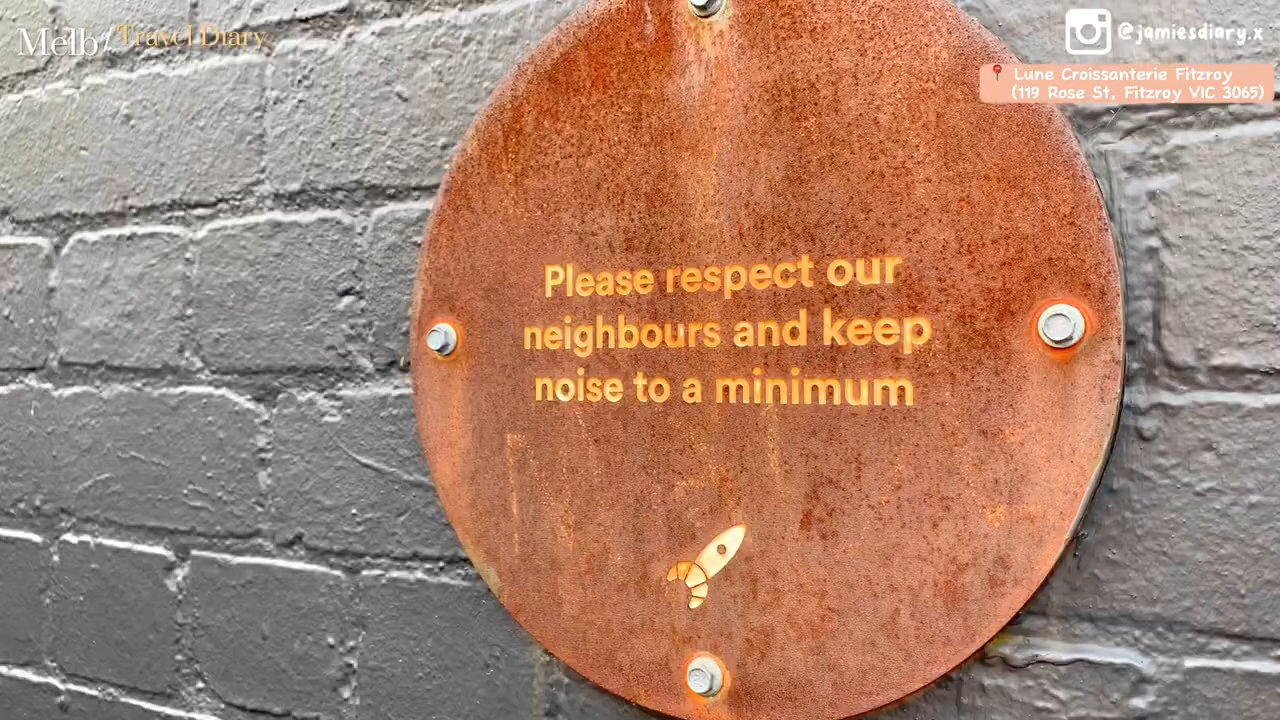 Melb/Travel Diary
@jamiesdiary.x
Lune Croissanterie Fitzroy
(119 Rose St, Fitzroy VIC 3065)
Please respect our
neighbours and keep
noise to a minimum